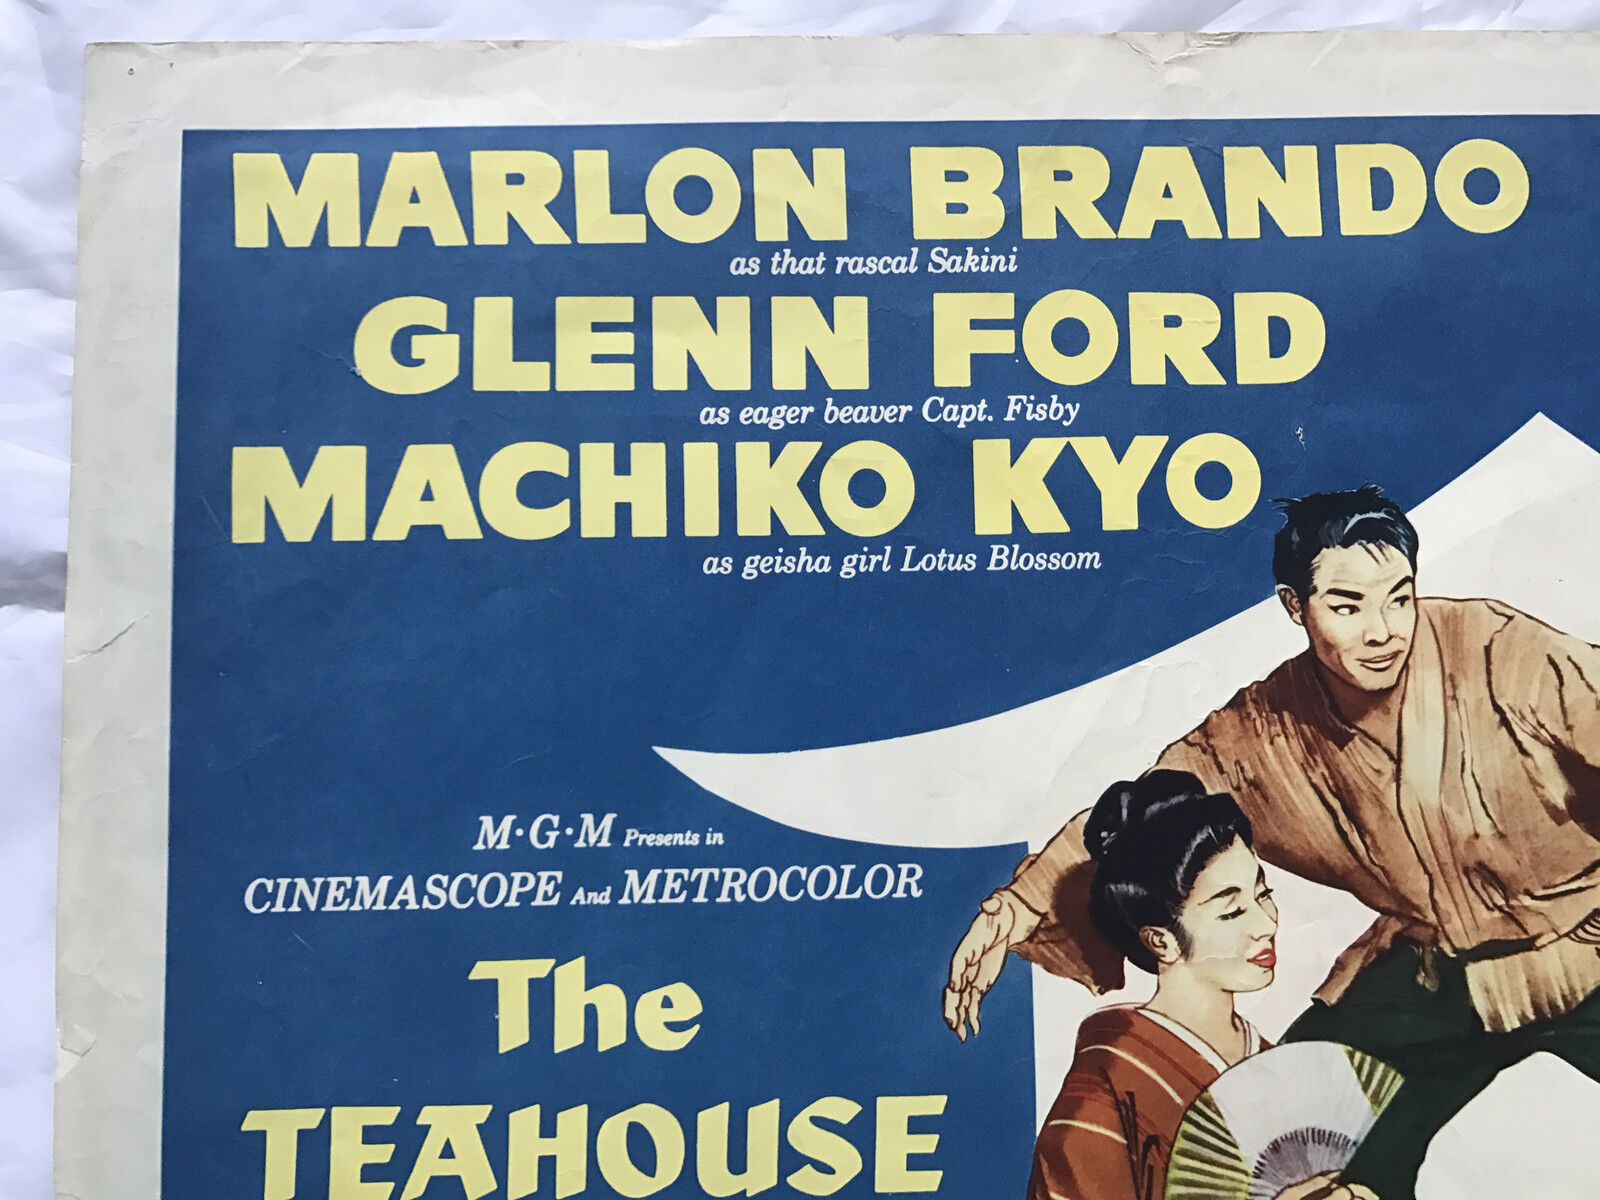 MARLON BRANDO
as that rascal Sakini
GLENN FORD
as eager beaver Capt. Fisby
MACHIKO KYO
as geisha girl Lotus Blossom
M·G·M Presents in
CINEMASCOPE And METROCOLOR
The
TEAHOUSE